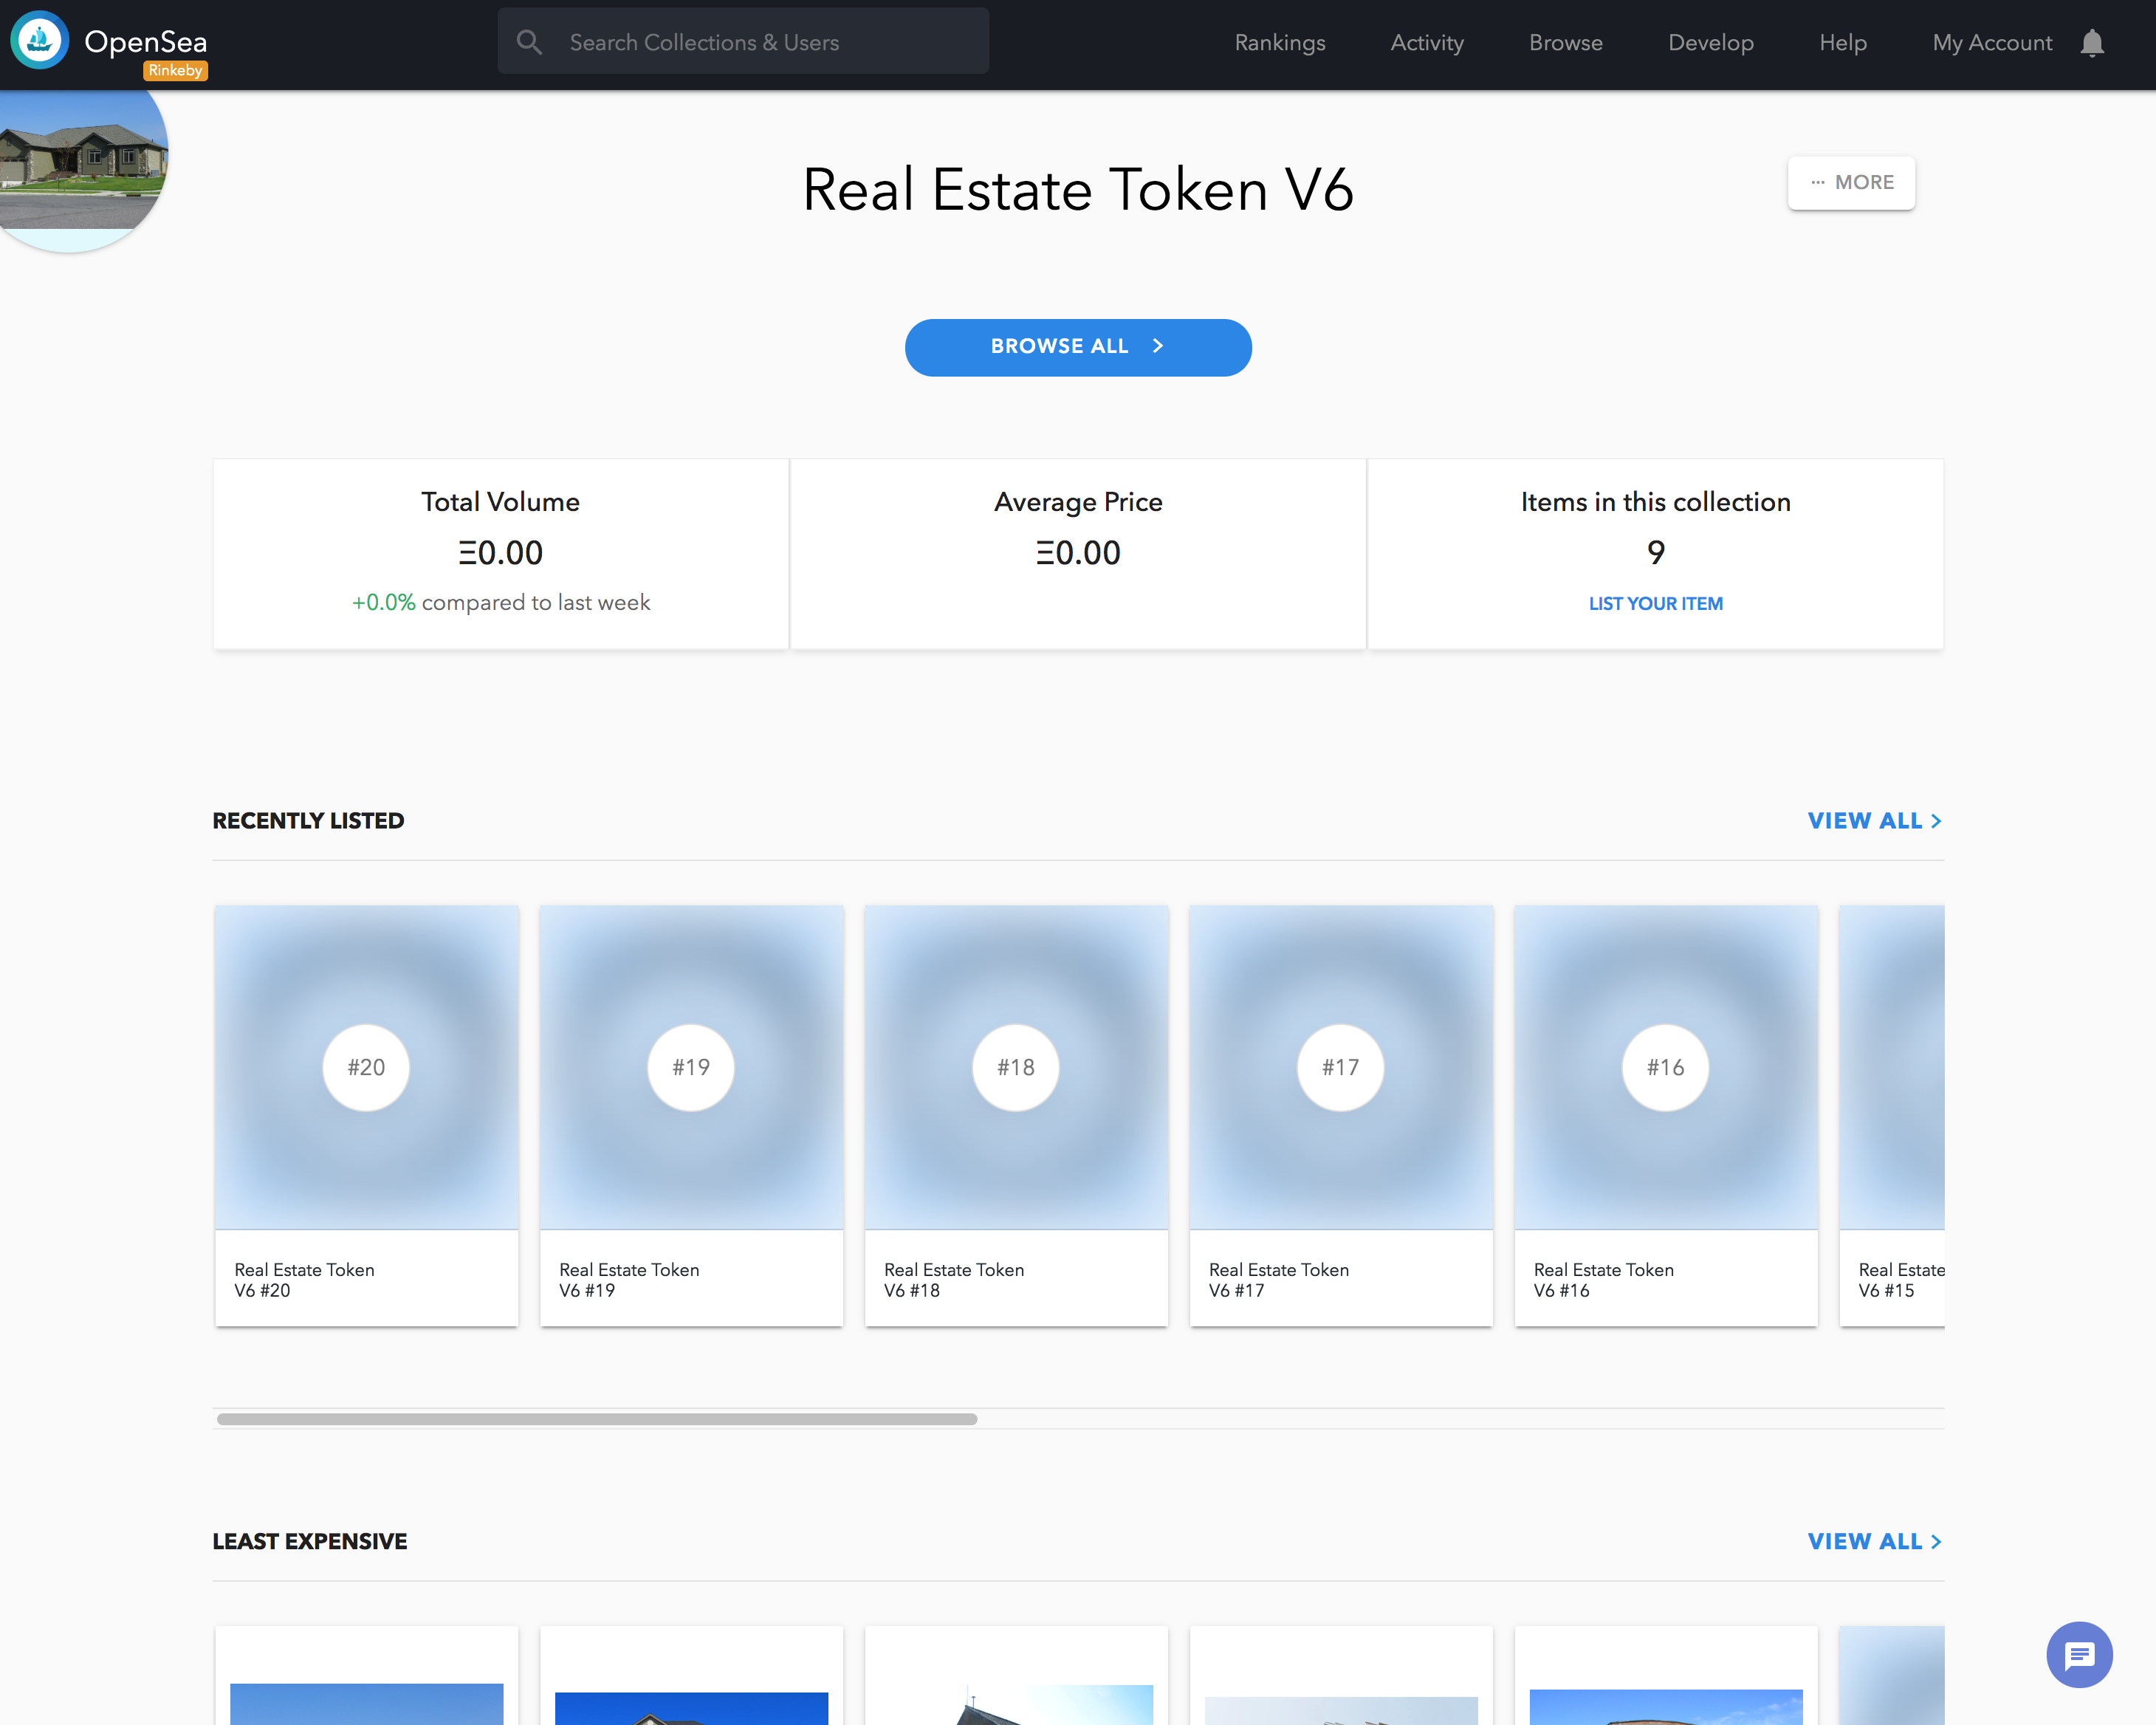 OpenSea
Rinkeby
Search Collections & Users
Rankings
Activity
Browse
Develop
Help
My Account
Real Estate Token V6
··· MORE
BROWSE ALL >
Total Volume
Ξ0.00
+0.0% compared to last week
Average Price
Ξ0.00
Items in this collection
9
LIST YOUR ITEM
RECENTLY LISTED
VIEW ALL >
#20
Real Estate Token
V6 #20
#19
Real Estate Token
V6 #19
#18
Real Estate Token
V6 #18
#17
Real Estate Token
V6 #17
#16
Real Estate Token
V6 #16
Real Estate
V6 #15
LEAST EXPENSIVE
VIEW ALL >